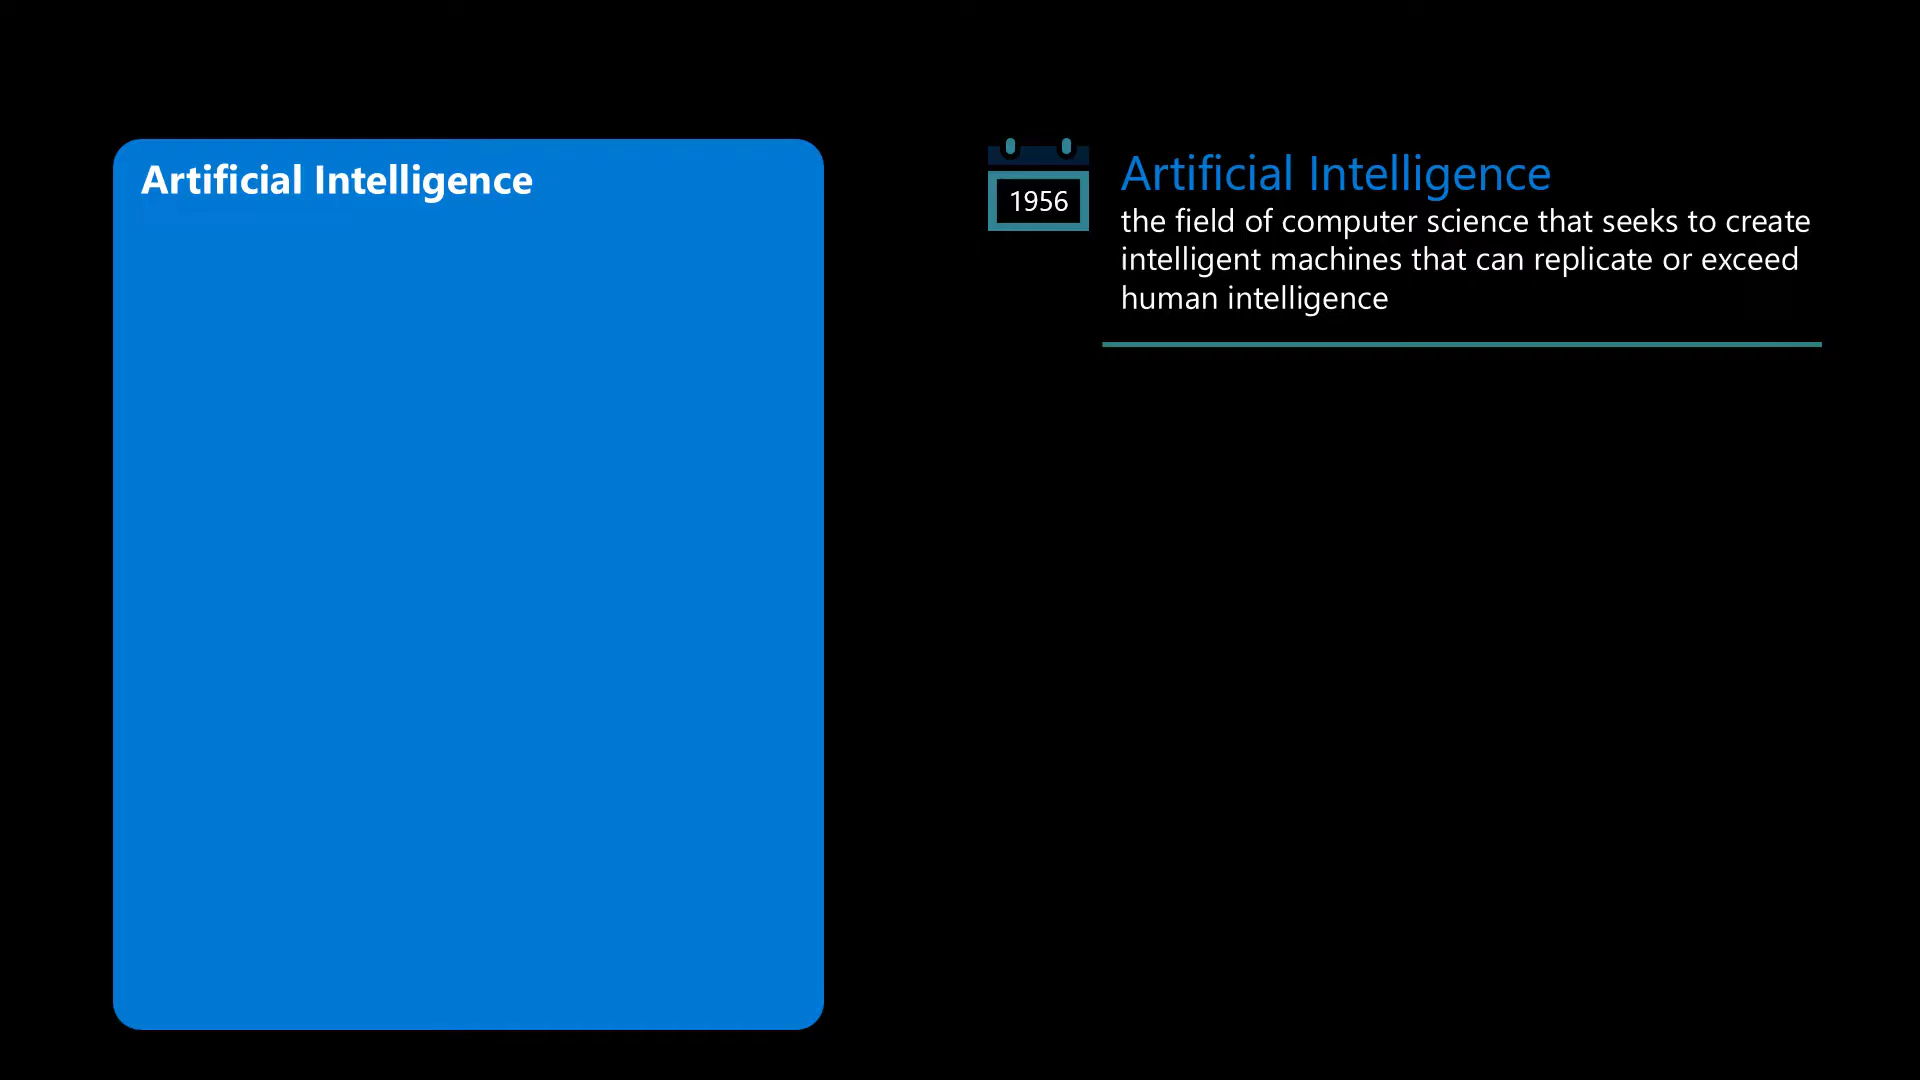 Artificial Intelligence
1956
Artificial Intelligence
the field of computer science that seeks to create
intelligent machines that can replicate or exceed
human intelligence